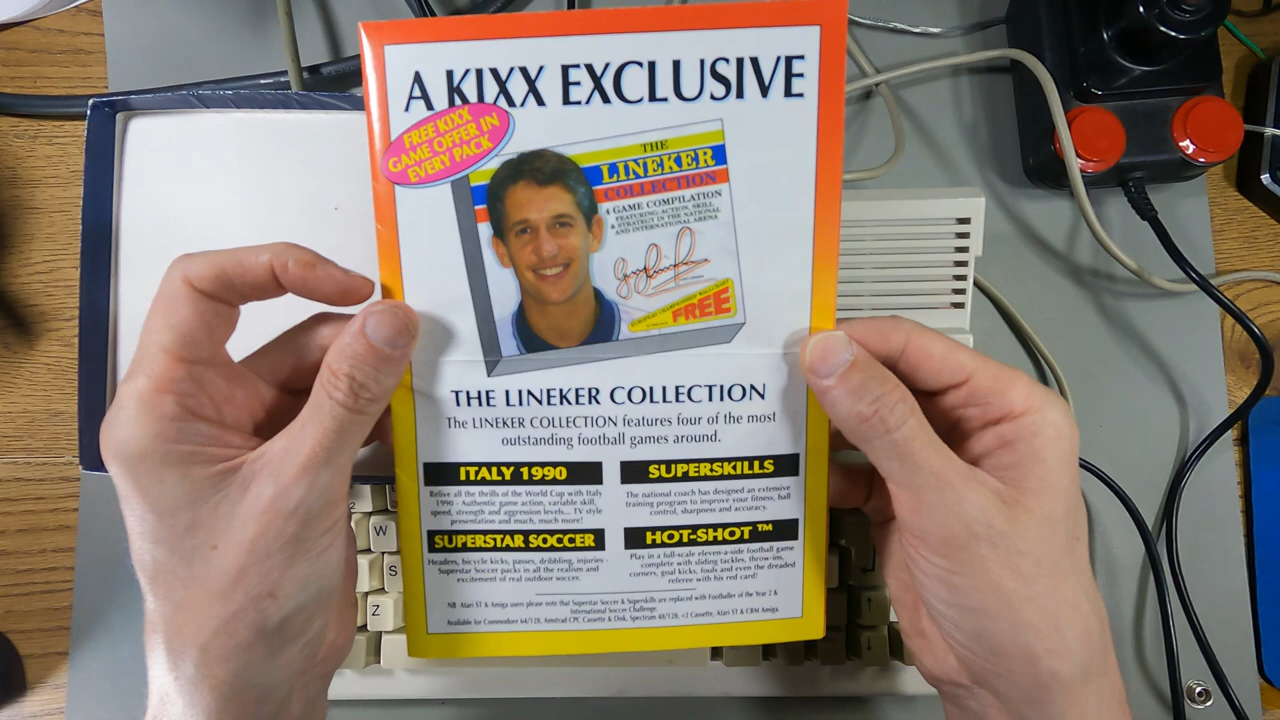 A KIXX EXCLUSIVE
FREE KIXX
GAME OFFER IN
EVERY PACK
THE
LINEKER
COLLECTION
4 GAME COMPILATION
FEATURING: ACTION, SKILL
& STRATEGY IN THE NATIONAL
AND INTERNATIONAL ARENA
EUROPEAN CHAMPIONSHIP WALLCHART
FREE
THE LINEKER COLLECTION
The LINEKER COLLECTION features four of the most
outstanding football games around.
ITALY 1990
Relive all the thrills of the World Cup with Italy
1990 - Authentic game action, variable skill,
speed, strength and aggression levels... TV style
presentation and much, much more!
SUPERSKILLS
The national coach has designed an extensive
training program to improve your fitness, ball
control, sharpness and accuracy.
SUPERSTAR SOCCER
Headers, bicycle kicks, passes, dribbling, injuries -
Superstar Soccer packs in all the realism and
excitement of real outdoor soccer.
HOT-SHOT ™
Play in a full-scale eleven-a-side football game
complete with sliding tackles, throw-ins,
corners, goal kicks, fouls and even the dreaded
referee with his red card!
NB Atari ST & Amiga users please note that Superstar Soccer & Superskills are replaced with Footballer of the Year 2 &
International Soccer Challenge.
Available for Commodore 64/128, Amstrad CPC Cassette & Disk, Spectrum 48/128, +2 Cassette, Atari ST & CBM Amiga.
2
W
S
Z